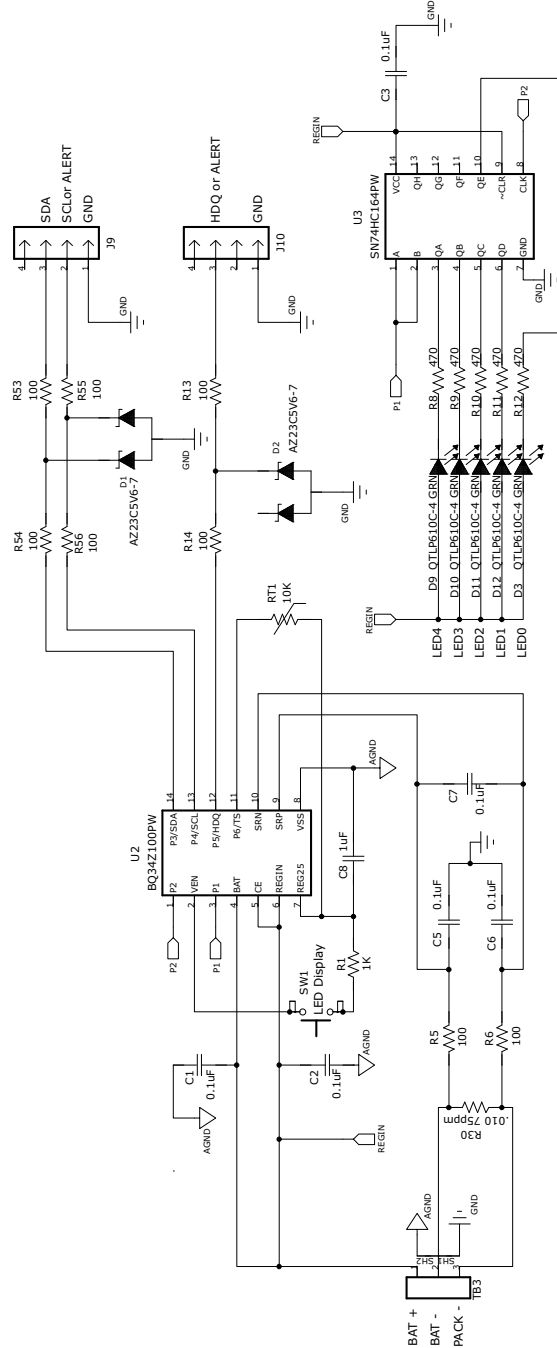 J9
4
3
2
1
SDA
SCLor ALERT
GND
GND
R53
100
R55
100
D1
AZ23C5V6-7
GND
R54
100
R56
100
J10
4
3
2
1
HDQ or ALERT
GND
GND
R13
100
D2
AZ23C5V6-7
GND
R14
100
RT1
10K
REGIN
C3
0.1uF
GND
P2
U3
SN74HC164PW
1 A
2 B
3 QA
4 QB
5 QC
6 QD
7 GND
14 VCC
13 QH
12 QG
11 QF
10 QE
9 ~CLR
8 CLK
GND
P1
R8 470
R9 470
R10 470
R11 470
R12 470
D9 QTLP610C-4 GRN
D10 QTLP610C-4 GRN
D11 QTLP610C-4 GRN
D12 QTLP610C-4 GRN
D3 QTLP610C-4 GRN
REGIN
LED4
LED3
LED2
LED1
LED0
U2
BQ34Z100PW
1 P2
2 VEN
3 P1
4 BAT
5 CE
6 REGIN
7 REG25
14 P3/SDA
13 P4/SCL
12 P5/HDQ
11 P6/TS
10 SRN
9 SRP
8 VSS
P2
P1
C8
1uF
AGND
SW1
LED Display
R1
1K
C1
0.1uF
AGND
C2
0.1uF
AGND
REGIN
C7
0.1uF
C5
0.1uF
C6
0.1uF
R5
100
R6
100
R30
.010 75ppm
AGND
GND
SH2
SH1
1
2
3
TB3
BAT +
BAT -
PACK -